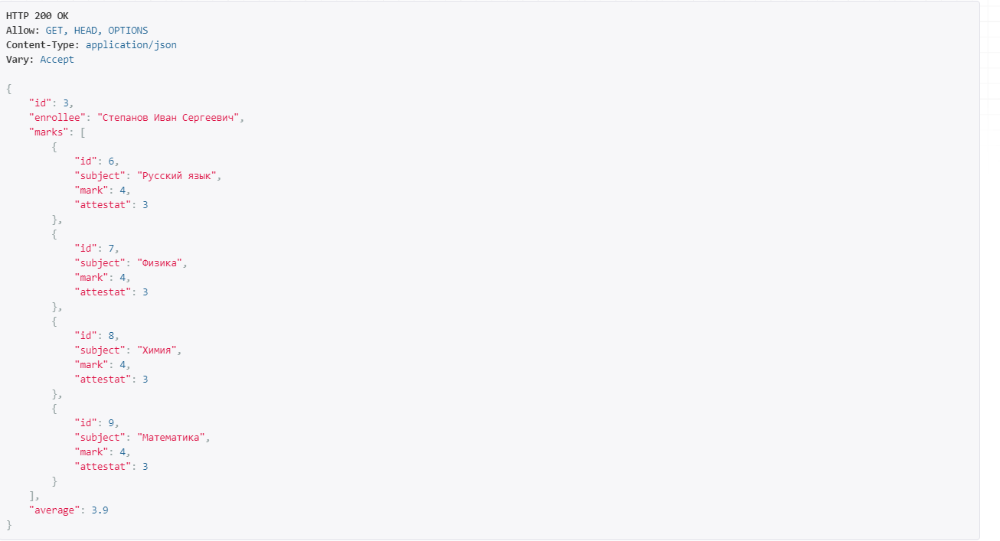 HTTP 200 OK
Allow: GET, HEAD, OPTIONS
Content-Type: application/json
Vary: Accept

{
    "id": 3,
    "enrollee": "Степанов Иван Сергеевич",
    "marks": [
        {
            "id": 6,
            "subject": "Русский язык",
            "mark": 4,
            "attestat": 3
        },
        {
            "id": 7,
            "subject": "Физика",
            "mark": 4,
            "attestat": 3
        },
        {
            "id": 8,
            "subject": "Химия",
            "mark": 4,
            "attestat": 3
        },
        {
            "id": 9,
            "subject": "Математика",
            "mark": 4,
            "attestat": 3
        }
    ],
    "average": 3.9
}